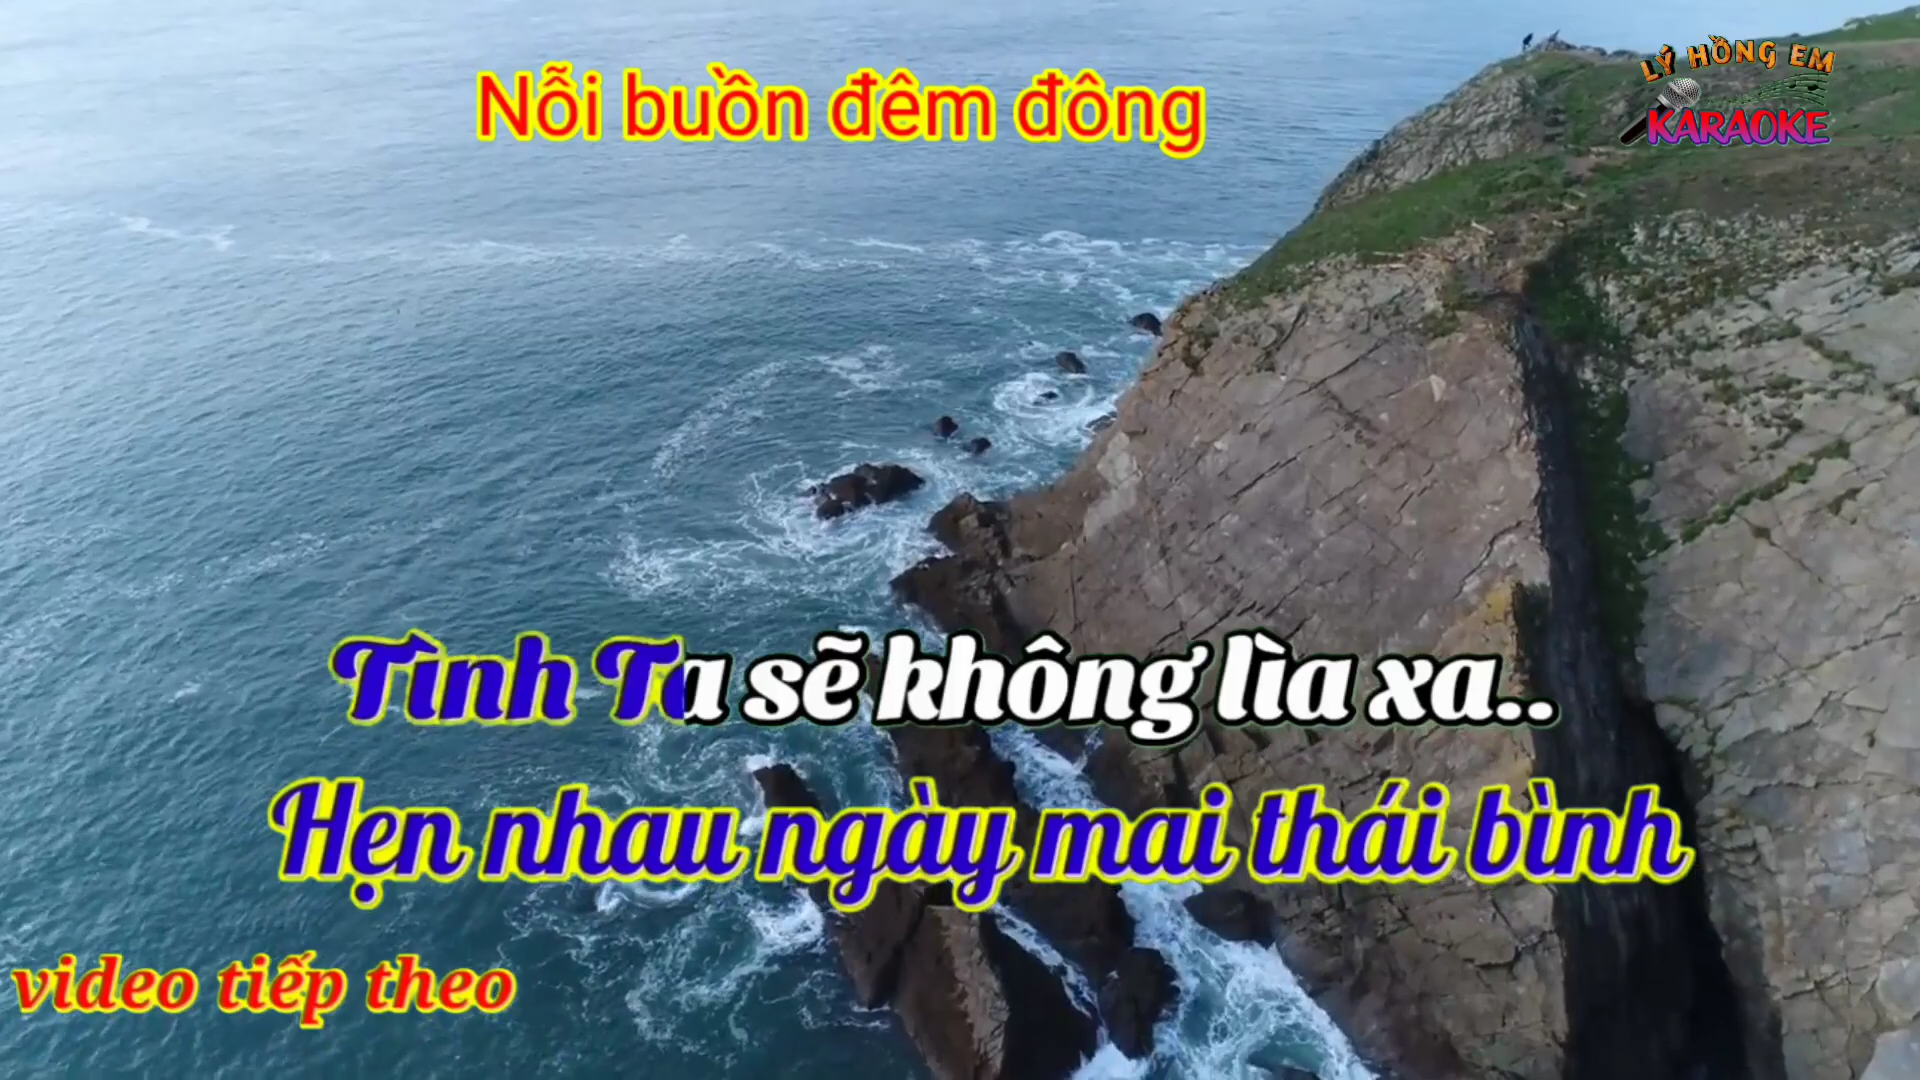 Nỗi buồn đêm đông
LÝ HỒNG EM
KARAOKE
Tình Ta sẽ không lìa xa..
Hẹn nhau ngày mai thái bình
video tiếp theo